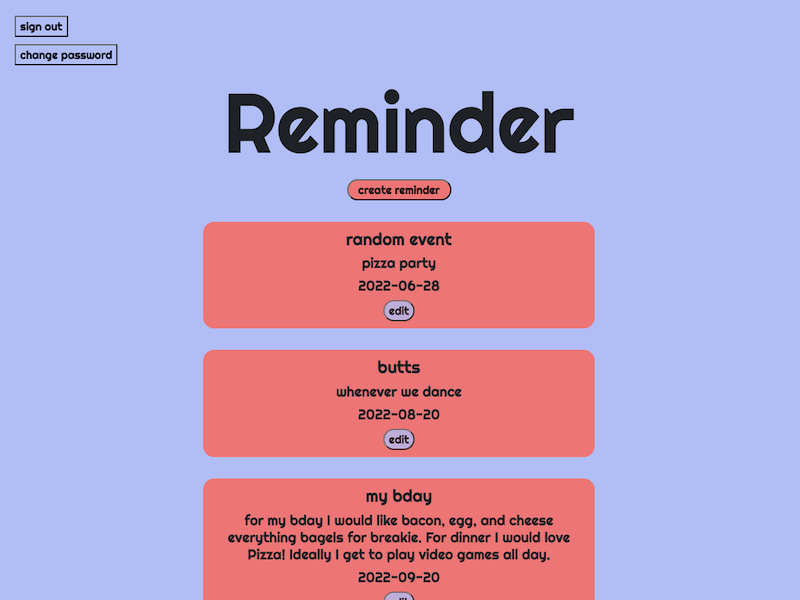 sign out
change password
Reminder
create reminder
random event
pizza party
2022-06-28
edit
butts
whenever we dance
2022-08-20
edit
my bday
for my bday I would like bacon, egg, and cheese
everything bagels for breakie. For dinner I would love
Pizza! Ideally I get to play video games all day.
2022-09-20